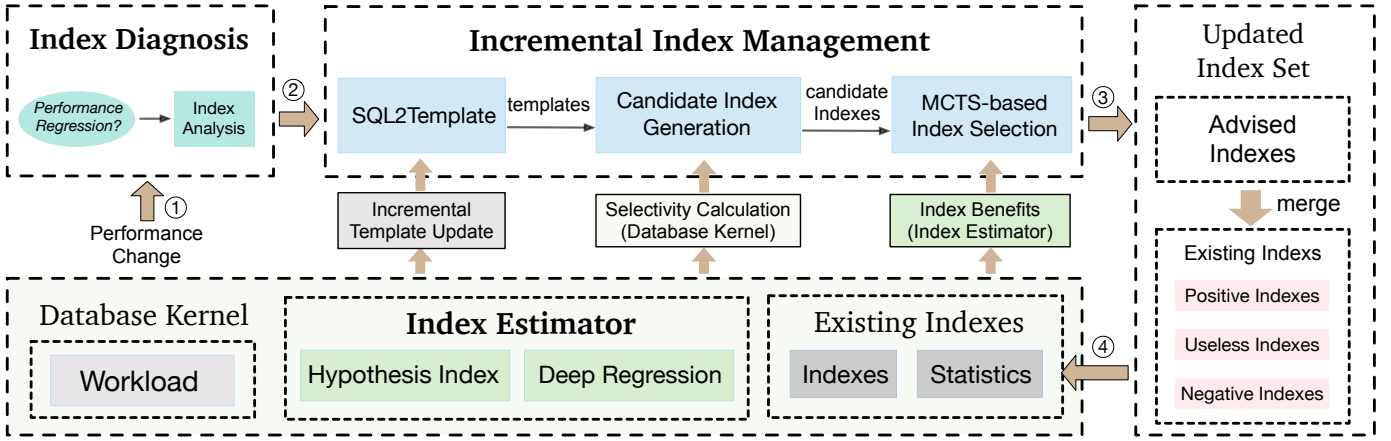 Index Diagnosis
Performance
Regression?
Index
Analysis
①
Performance
Change
②
Incremental Index Management
SQL2Template
templates
Candidate Index
Generation
candidate
Indexes
MCTS-based
Index Selection
Incremental
Template Update
Selectivity Calculation
(Database Kernel)
Index Benefits
(Index Estimator)
③
Updated
Index Set
Advised
Indexes
merge
Existing Indexs
Positive Indexes
Useless Indexes
Negative Indexes
④
Database Kernel
Workload
Index Estimator
Hypothesis Index
Deep Regression
Existing Indexes
Indexes
Statistics